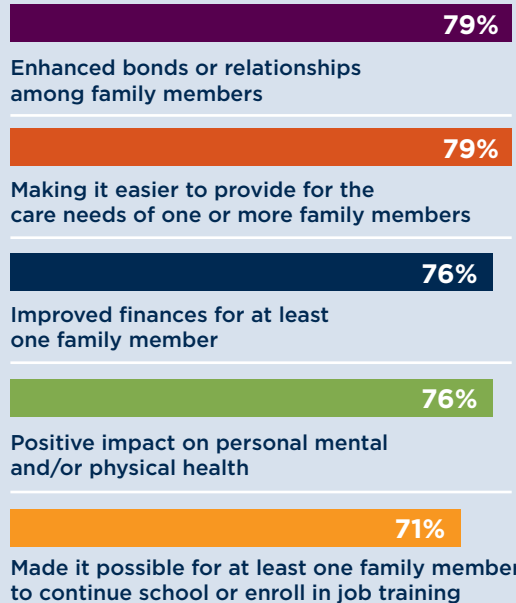 79%
Enhanced bonds or relationships
among family members
79%
Making it easier to provide for the
care needs of one or more family members
76%
Improved finances for at least
one family member
76%
Positive impact on personal mental
and/or physical health
71%
Made it possible for at least one family member
to continue school or enroll in job training